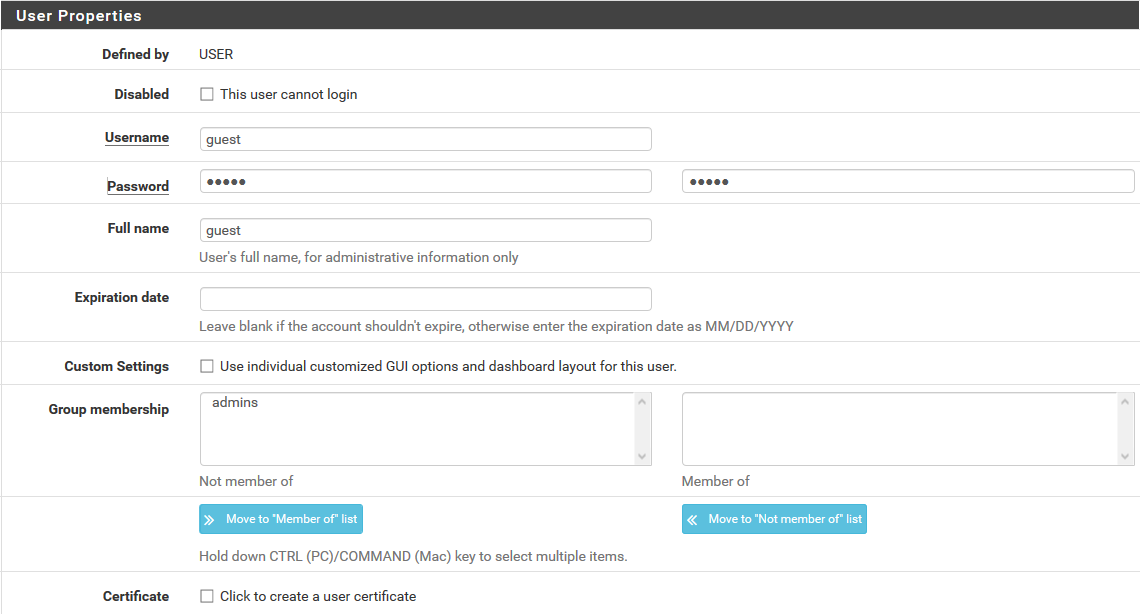 User Properties
Defined by USER
Disabled This user cannot login
Username guest
Password ••••• •••••
Full name guest
User's full name, for administrative information only
Expiration date
Leave blank if the account shouldn't expire, otherwise enter the expiration date as MM/DD/YYYY
Custom Settings Use individual customized GUI options and dashboard layout for this user.
Group membership admins
Not member of Member of
Move to "Member of" list Move to "Not member of" list
Hold down CTRL (PC)/COMMAND (Mac) key to select multiple items.
Certificate Click to create a user certificate